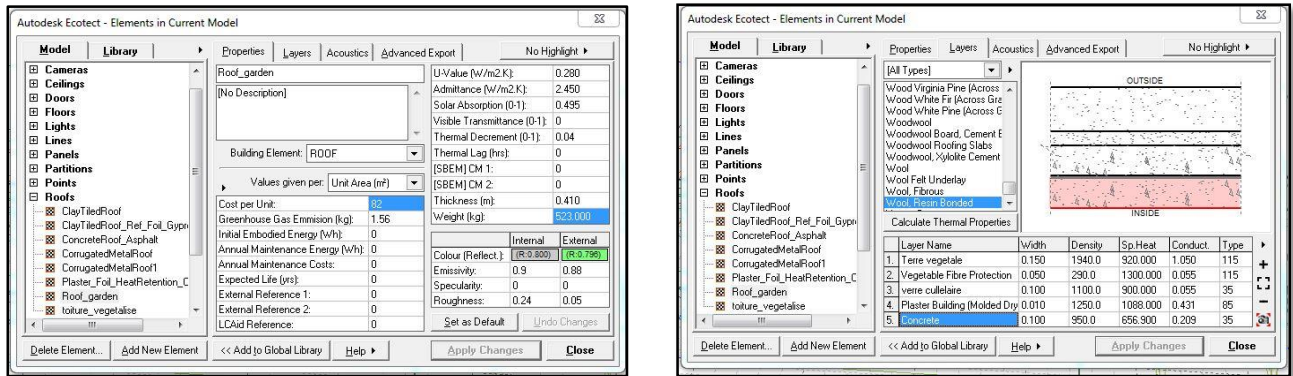 Autodesk Ecotect - Elements in Current Model
Model Library
Cameras
Ceilings
Doors
Floors
Lights
Lines
Panels
Partitions
Points
Roofs
ClayTiledRoof
ClayTiledRoof_Ref_Foil_Gypr
ConcreteRoof_Asphalt
CorrugatedMetalRoof
CorrugatedMetalRoof1
Plaster_Foil_HeatRetention_C
Roof_garden
toiture_vegetalise
Delete Element... Add New Element
Properties Layers Acoustics Advanced Export No Highlight
Roof_garden
[No Description]
Building Element: ROOF
Values given per: Unit Area (m²)
Cost per Unit: 82
Greenhouse Gas Emmision (kg): 1.56
Initial Embodied Energy (Wh): 0
Annual Maintenance Energy (Wh): 0
Annual Maintenance Costs: 0
Expected Life (yrs): 0
External Reference 1: 0
External Reference 2: 0
LCAid Reference: 0
U-Value (W/m2.K): 0.280
Admittance (W/m2.K): 2.450
Solar Absorption (0-1): 0.495
Visible Transmittance (0-1): 0
Thermal Decrement (0-1): 0.04
Thermal Lag (hrs): 0
[SBEM] CM 1: 0
[SBEM] CM 2: 0
Thickness (m): 0.410
Weight (kg): 523.000
Internal External
Colour (Reflect.): (R:0.800) (R:0.796)
Emissivity: 0.9 0.88
Specularity: 0 0
Roughness: 0.24 0.05
Set as Default Undo Changes
<< Add to Global Library Help Apply Changes Close
Autodesk Ecotect - Elements in Current Model
Model Library
Cameras
Ceilings
Doors
Floors
Lights
Lines
Panels
Partitions
Points
Roofs
ClayTiledRoof
ClayTiledRoof_Ref_Foil_Gypr
ConcreteRoof_Asphalt
CorrugatedMetalRoof
CorrugatedMetalRoof1
Plaster_Foil_HeatRetention_C
Roof_garden
toiture_vegetalise
Delete Element... Add New Element
Properties Layers Acoustics Advanced Export No Highlight
[All Types]
Wood Virginia Pine (Across
Wood White Fir (Across Gra
Wood White Pine (Across G
Woodwool
Woodwool Board, Cement B
Woodwool Roofing Slabs
Woodwool, Xylolite Cement
Wool
Wool Felt Underlay
Wool, Fibrous
Wool, Resin Bonded
Calculate Thermal Properties
OUTSIDE
INSIDE
Layer Name Width Density Sp.Heat Conduct. Type
1. Terre vegetale 0.150 1940.0 920.000 1.050 115
2. Vegetable Fibre Protection 0.050 290.0 1300.000 0.055 115
3. verre cullelaire 0.100 1100.0 900.000 0.055 35
4. Plaster Building (Molded Dry 0.010 1250.0 1088.000 0.431 85
5. Concrete 0.100 950.0 656.900 0.209 35
<< Add to Global Library Help Apply Changes Close